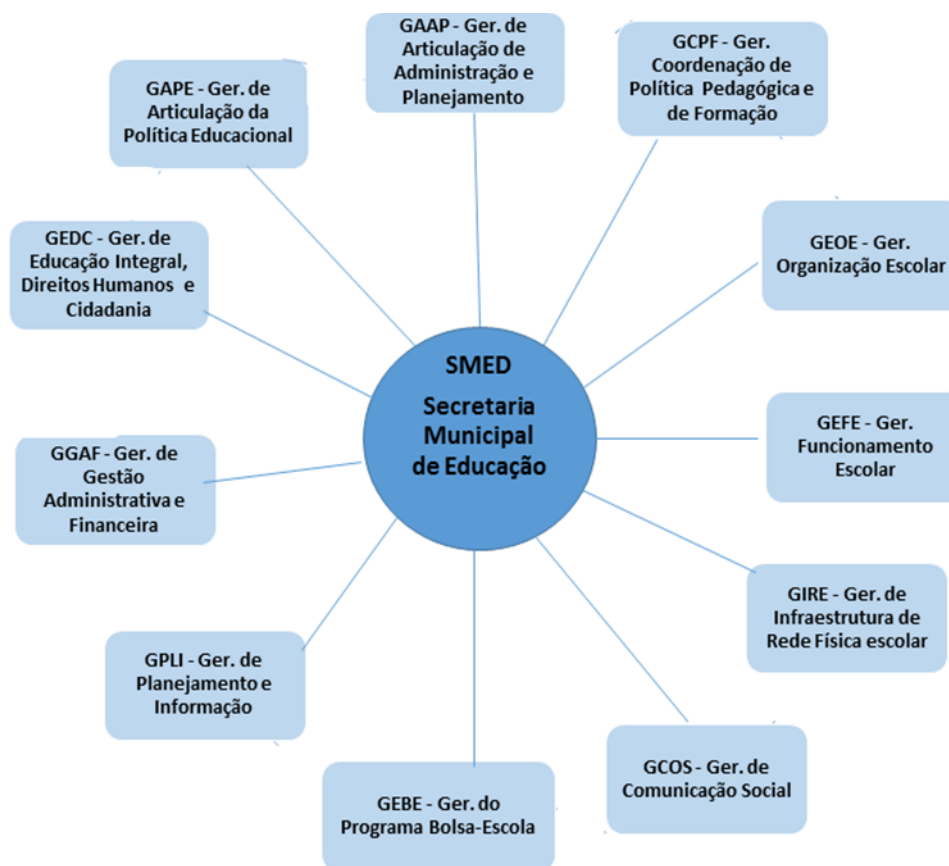 GAAP - Ger. de
Articulação de
Administração e
Planejamento
GCPF - Ger.
Coordenação de
Política Pedagógica e
de Formação
GAPE - Ger. de
Articulação da
Política Educacional
GEDC - Ger. de
Educação Integral,
Direitos Humanos e
Cidadania
GEOE - Ger.
Organização Escolar
SMED
Secretaria
Municipal
de Educação
GEFE - Ger.
Funcionamento
Escolar
GGAF - Ger. de
Gestão
Administrativa e
Financeira
GIRE - Ger. de
Infraestrutura de
Rede Física escolar
GPLI - Ger. de
Planejamento e
Informação
GCOS - Ger. de
Comunicação Social
GEBE - Ger. do
Programa Bolsa-Escola